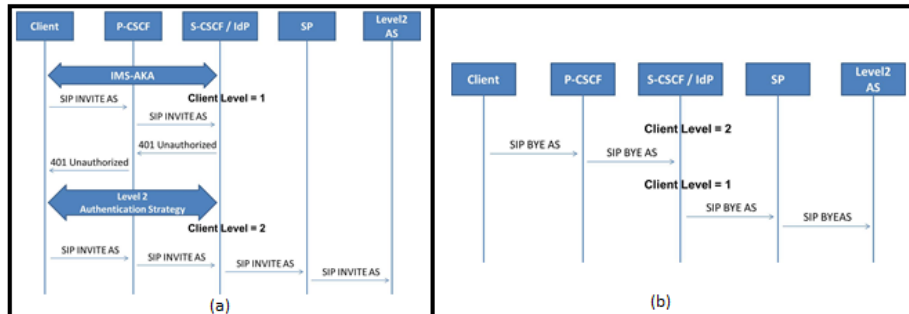 Client
P-CSCF
S-CSCF / IdP
SP
Level2
AS
IMS-AKA
SIP INVITE AS
Client Level = 1
SIP INVITE AS
401 Unauthorized
401 Unauthorized
Level 2
Authentication Strategy
Client Level = 2
SIP INVITE AS
SIP INVITE AS
SIP INVITE AS
SIP INVITE AS
(a)
Client
P-CSCF
S-CSCF / IdP
SP
Level2
AS
Client Level = 2
SIP BYE AS
SIP BYE AS
Client Level = 1
SIP BYE AS
SIP BYEAS
(b)